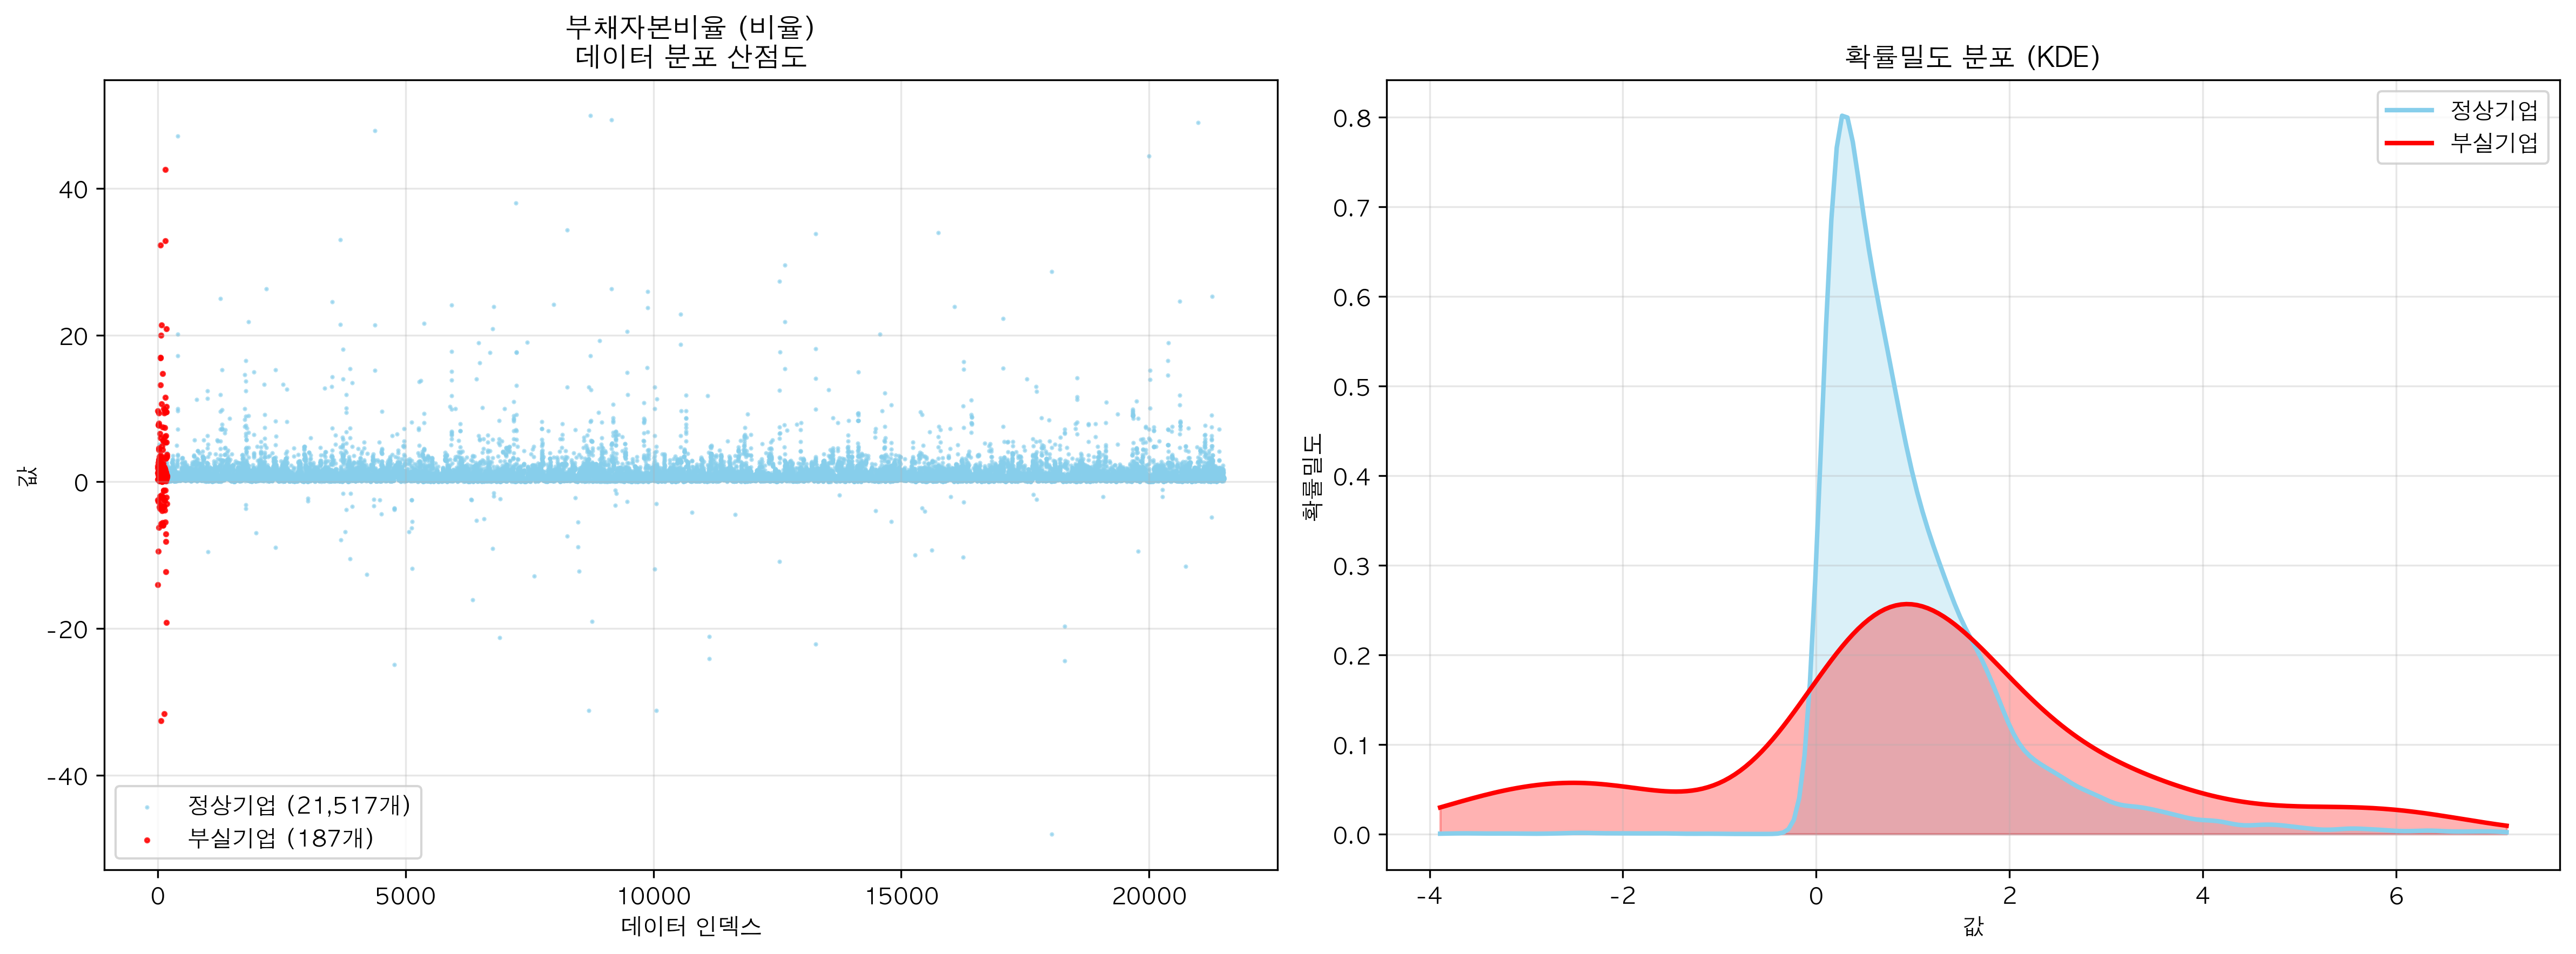 부채자본비율 (비율)
데이터 분포 산점도
값
40
20
0
-20
-40
정상기업 (21,517개)
부실기업 (187개)
0 5000 10000 15000 20000
데이터 인덱스
확률밀도 분포 (KDE)
정상기업
부실기업
확률밀도
0.8
0.7
0.6
0.5
0.4
0.3
0.2
0.1
0.0
-4 -2 0 2 4 6
값